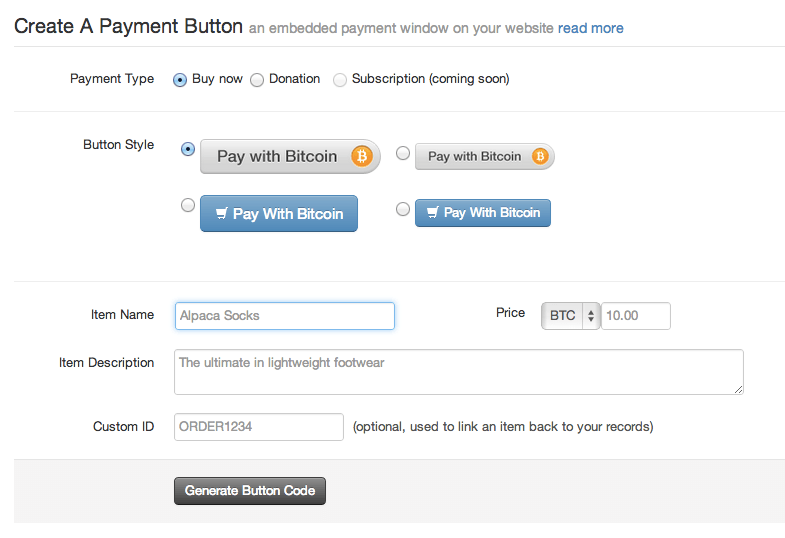 Create A Payment Button an embedded payment window on your website read more
Payment Type Buy now Donation Subscription (coming soon)
Button Style Pay with Bitcoin Pay with Bitcoin
Pay With Bitcoin Pay With Bitcoin
Item Name Alpaca Socks Price BTC 10.00
Item Description The ultimate in lightweight footwear
Custom ID ORDER1234 (optional, used to link an item back to your records)
Generate Button Code